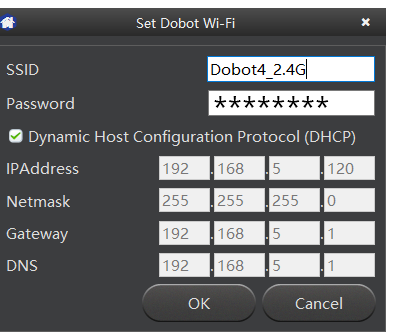 Set Dobot Wi-Fi
SSID Dobot4_2.4G
Password ********
Dynamic Host Configuration Protocol (DHCP)
IPAddress 192.168.5.120
Netmask 255.255.255.0
Gateway 192.168.5.1
DNS 192.168.5.1
OK Cancel